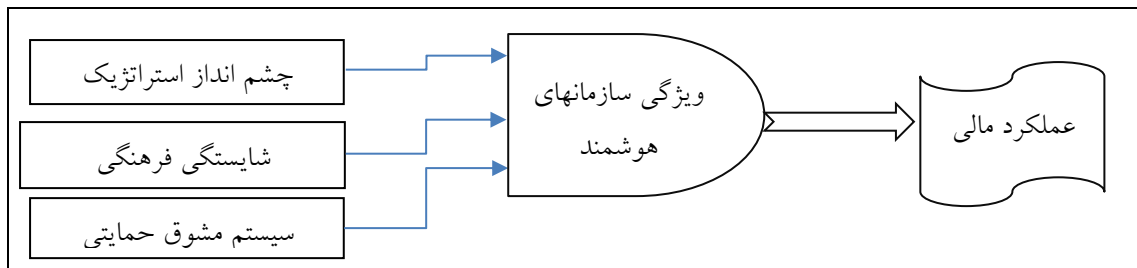 چشم انداز استراتژیک
شایستگی فرهنگی
سیستم مشوق حمایتی
ویژگی سازمانهای
هوشمند
عملکرد مالی